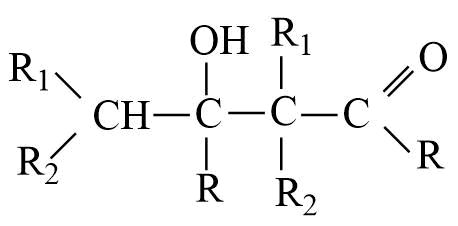 OH R₁
R₁ O
CH C C C
R₂ R R₂ R